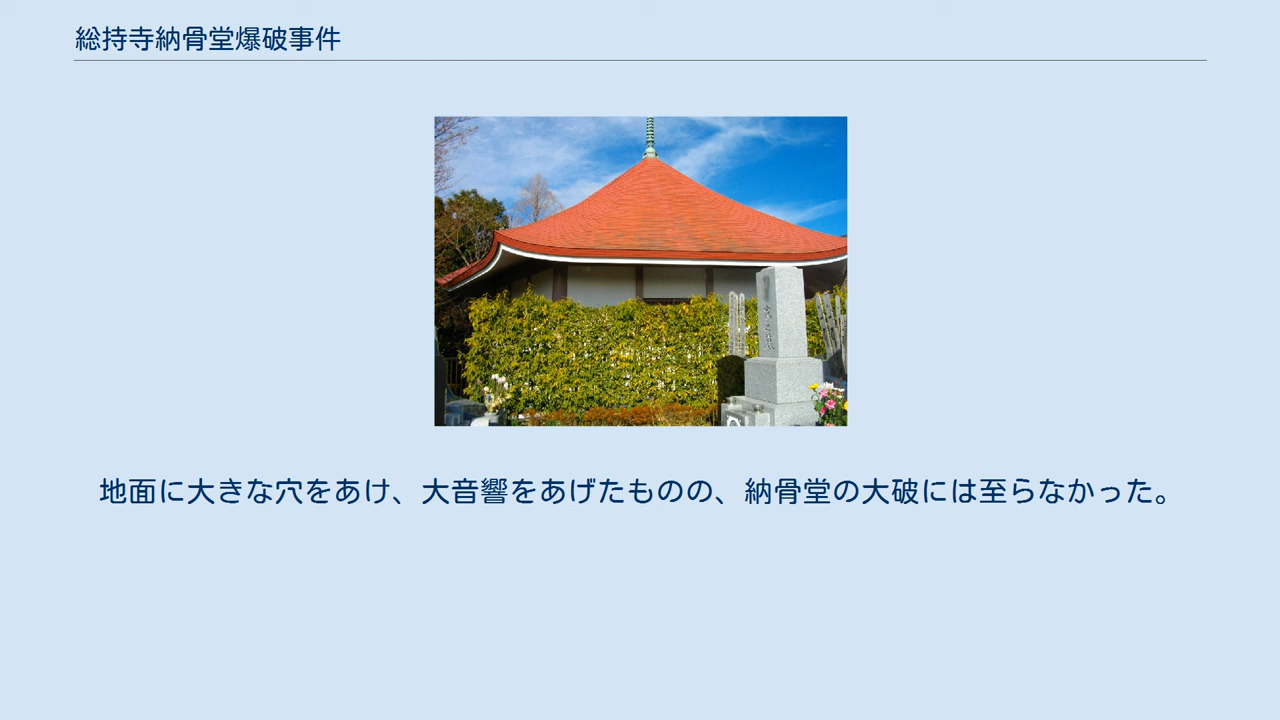 総持寺納骨堂爆破事件
地面に大きな穴をあけ、大音響をあげたものの、納骨堂の大破には至らなかった。